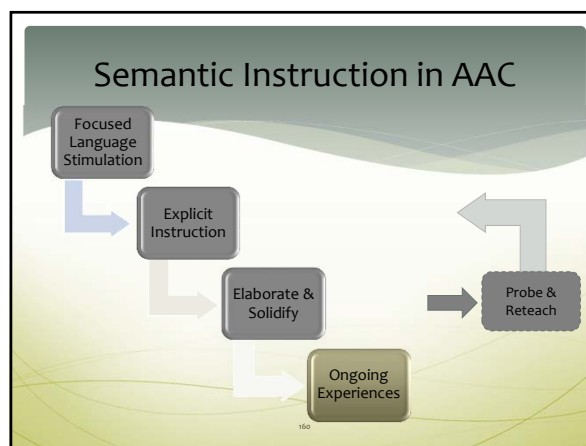 Semantic Instruction in AAC
Focused
Language
Stimulation
Explicit
Instruction
Elaborate &
Solidify
Probe &
Reteach
Ongoing
Experiences
160